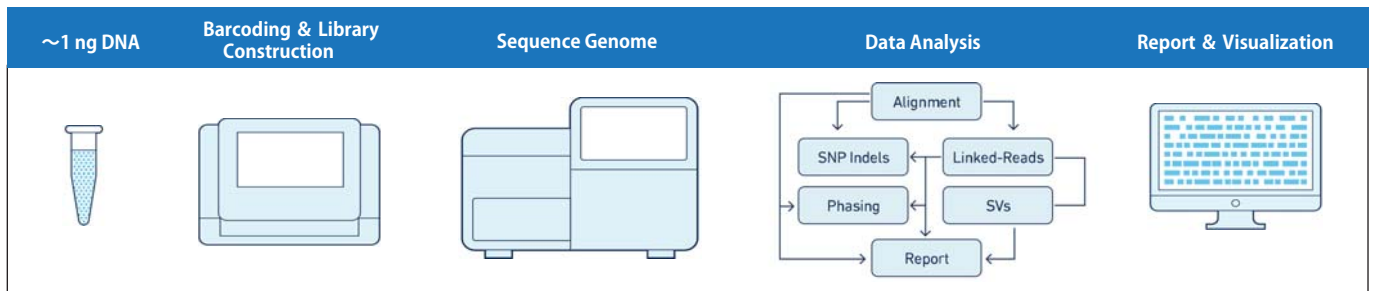 ～1 ng DNA
Barcoding & Library
Construction
Sequence Genome
Data Analysis
Report & Visualization
Alignment
SNP Indels
Linked-Reads
Phasing
SVs
Report